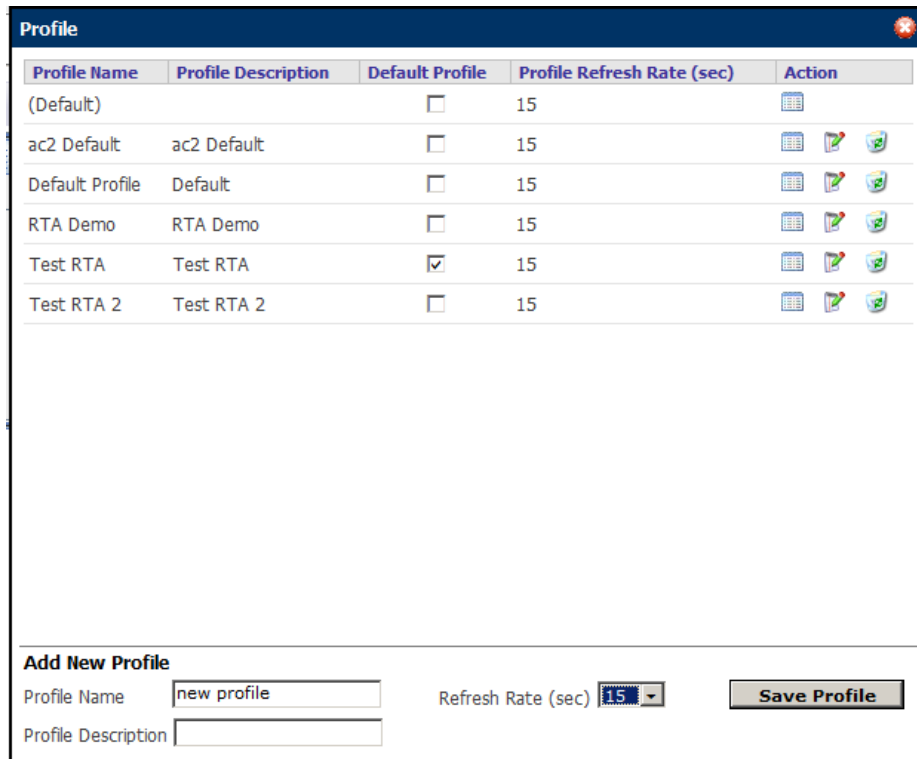 Profile
Profile Name Profile Description Default Profile Profile Refresh Rate (sec) Action
(Default) 15
ac2 Default ac2 Default 15
Default Profile Default 15
RTA Demo RTA Demo 15
Test RTA Test RTA 15
Test RTA 2 Test RTA 2 15
Add New Profile
Profile Name new profile Refresh Rate (sec) 15 Save Profile
Profile Description